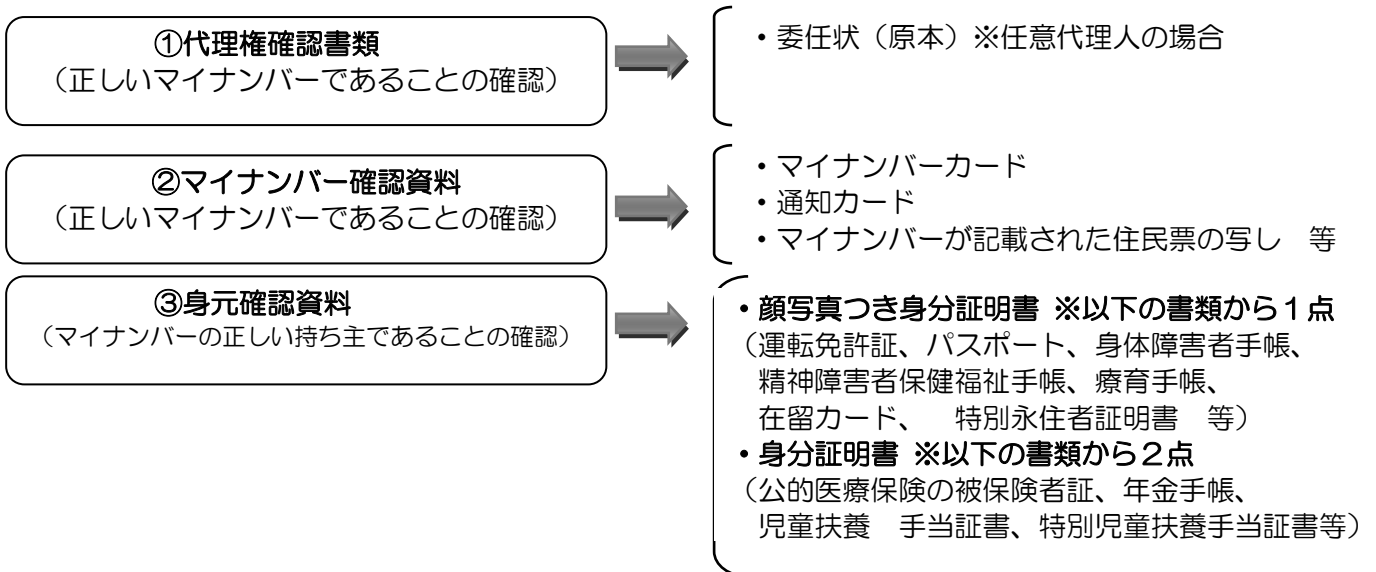 ①代理権確認書類
（正しいマイナンバーであることの確認）
・委任状（原本）※任意代理人の場合
②マイナンバー確認資料
（正しいマイナンバーであることの確認）
・マイナンバーカード
・通知カード
・マイナンバーが記載された住民票の写し　等
③身元確認資料
（マイナンバーの正しい持ち主であることの確認）
・顔写真つき身分証明書 ※以下の書類から１点
（運転免許証、パスポート、身体障害者手帳、
精神障害者保健福祉手帳、療育手帳、
在留カード、　特別永住者証明書　等）
・身分証明書 ※以下の書類から２点
（公的医療保険の被保険者証、年金手帳、
児童扶養　手当証書、特別児童扶養手当証書等）